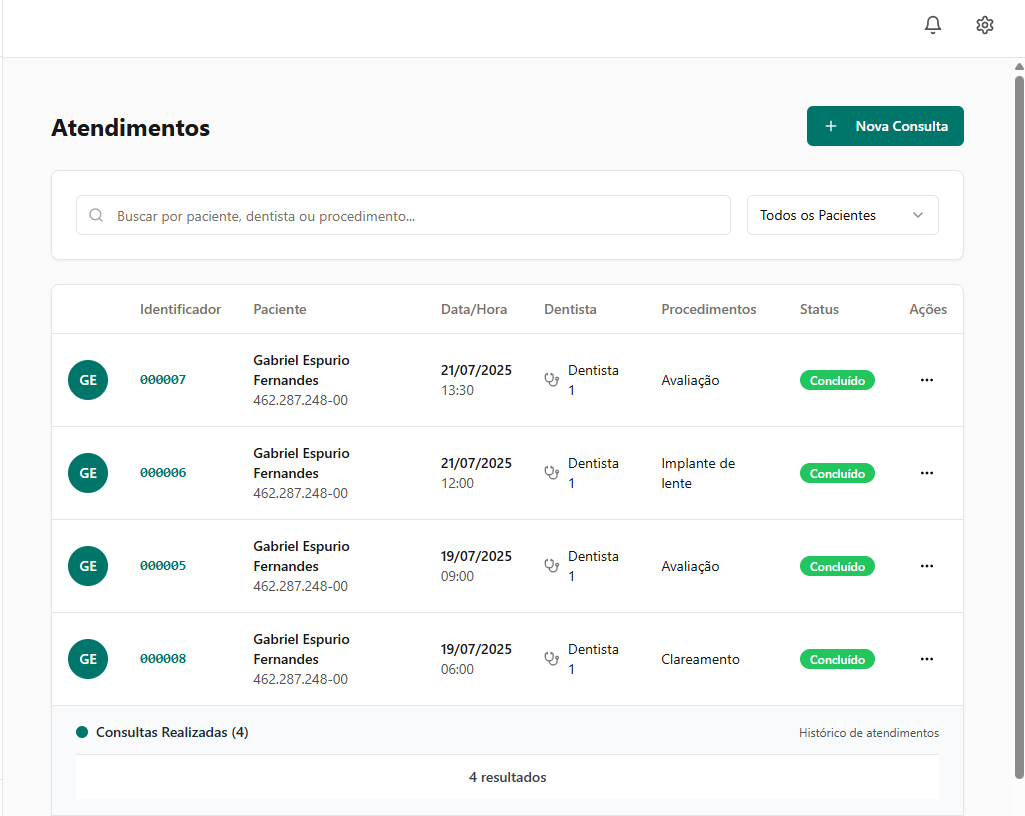 Atendimentos
+ Nova Consulta
Buscar por paciente, dentista ou procedimento...
Todos os Pacientes
Identificador Paciente Data/Hora Dentista Procedimentos Status Ações
GE 000007 Gabriel Espurio Fernandes 462.287.248-00 21/07/2025 13:30 Dentista 1 Avaliação Concluído ...
GE 000006 Gabriel Espurio Fernandes 462.287.248-00 21/07/2025 12:00 Dentista 1 Implante de lente Concluído ...
GE 000005 Gabriel Espurio Fernandes 462.287.248-00 19/07/2025 09:00 Dentista 1 Avaliação Concluído ...
GE 000008 Gabriel Espurio Fernandes 462.287.248-00 19/07/2025 06:00 Dentista 1 Clareamento Concluído ...
Consultas Realizadas (4) Histórico de atendimentos
4 resultados